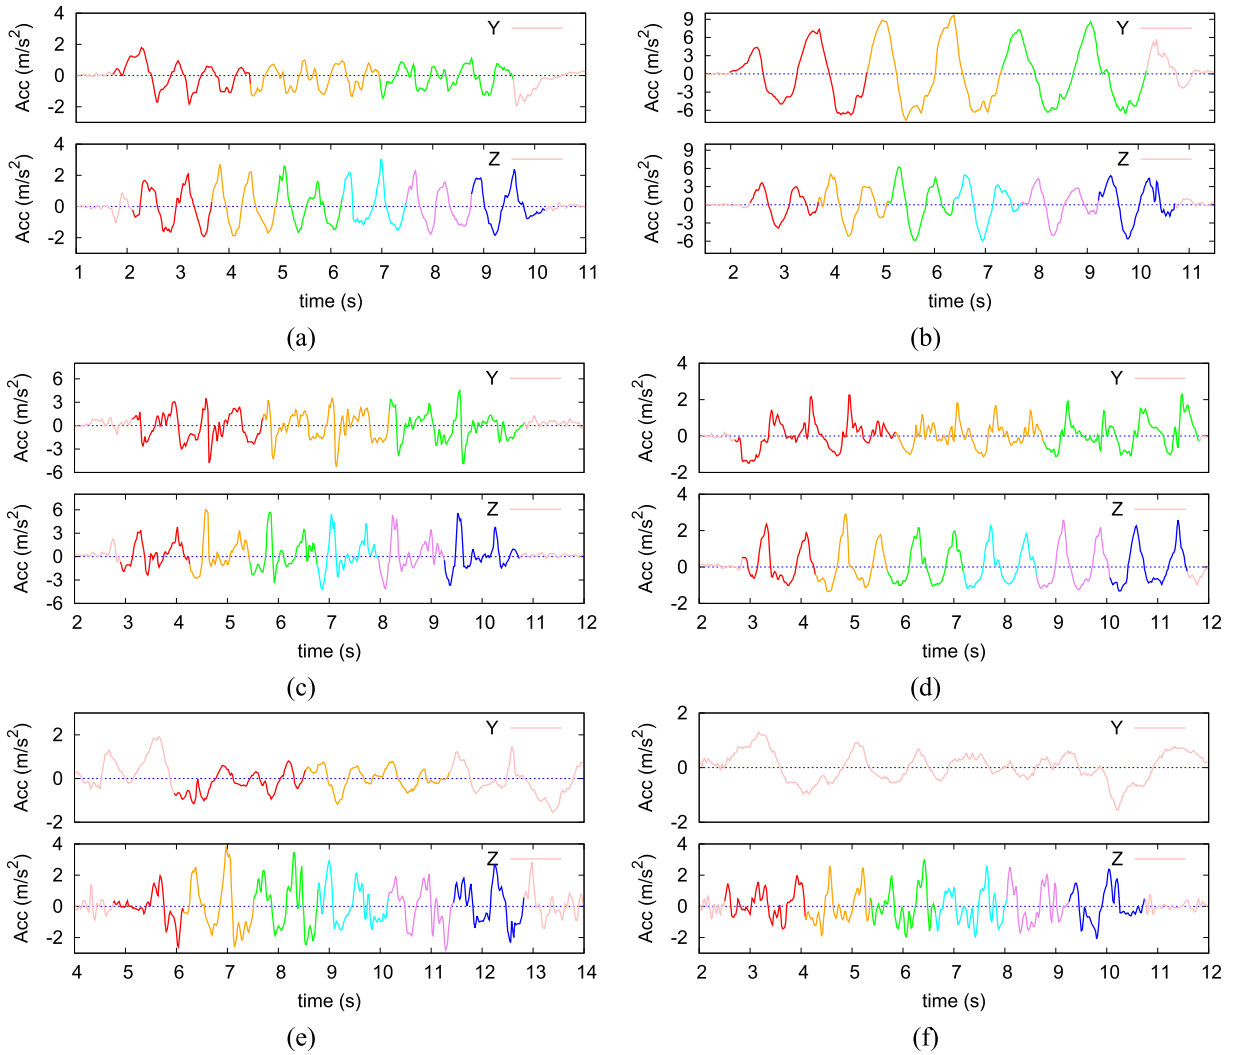 4
2
0
-2
Acc (m/s²)
Y
4
2
0
-2
Acc (m/s²)
Z
1 2 3 4 5 6 7 8 9 10 11
time (s)
(a)
9
6
3
0
-3
-6
Acc (m/s²)
Y
9
6
3
0
-3
-6
Acc (m/s²)
Z
2 3 4 5 6 7 8 9 10 11
time (s)
(b)
6
3
0
-3
-6
Acc (m/s²)
Y
6
3
0
-3
-6
Acc (m/s²)
Z
2 3 4 5 6 7 8 9 10 11 12
time (s)
(c)
4
2
0
-2
Acc (m/s²)
Y
4
2
0
-2
Acc (m/s²)
Z
2 3 4 5 6 7 8 9 10 11 12
time (s)
(d)
2
0
-2
Acc (m/s²)
Y
4
2
0
-2
Acc (m/s²)
Z
4 5 6 7 8 9 10 11 12 13 14
time (s)
(e)
2
0
-2
Acc (m/s²)
Y
4
2
0
-2
Acc (m/s²)
Z
2 3 4 5 6 7 8 9 10 11 12
time (s)
(f)